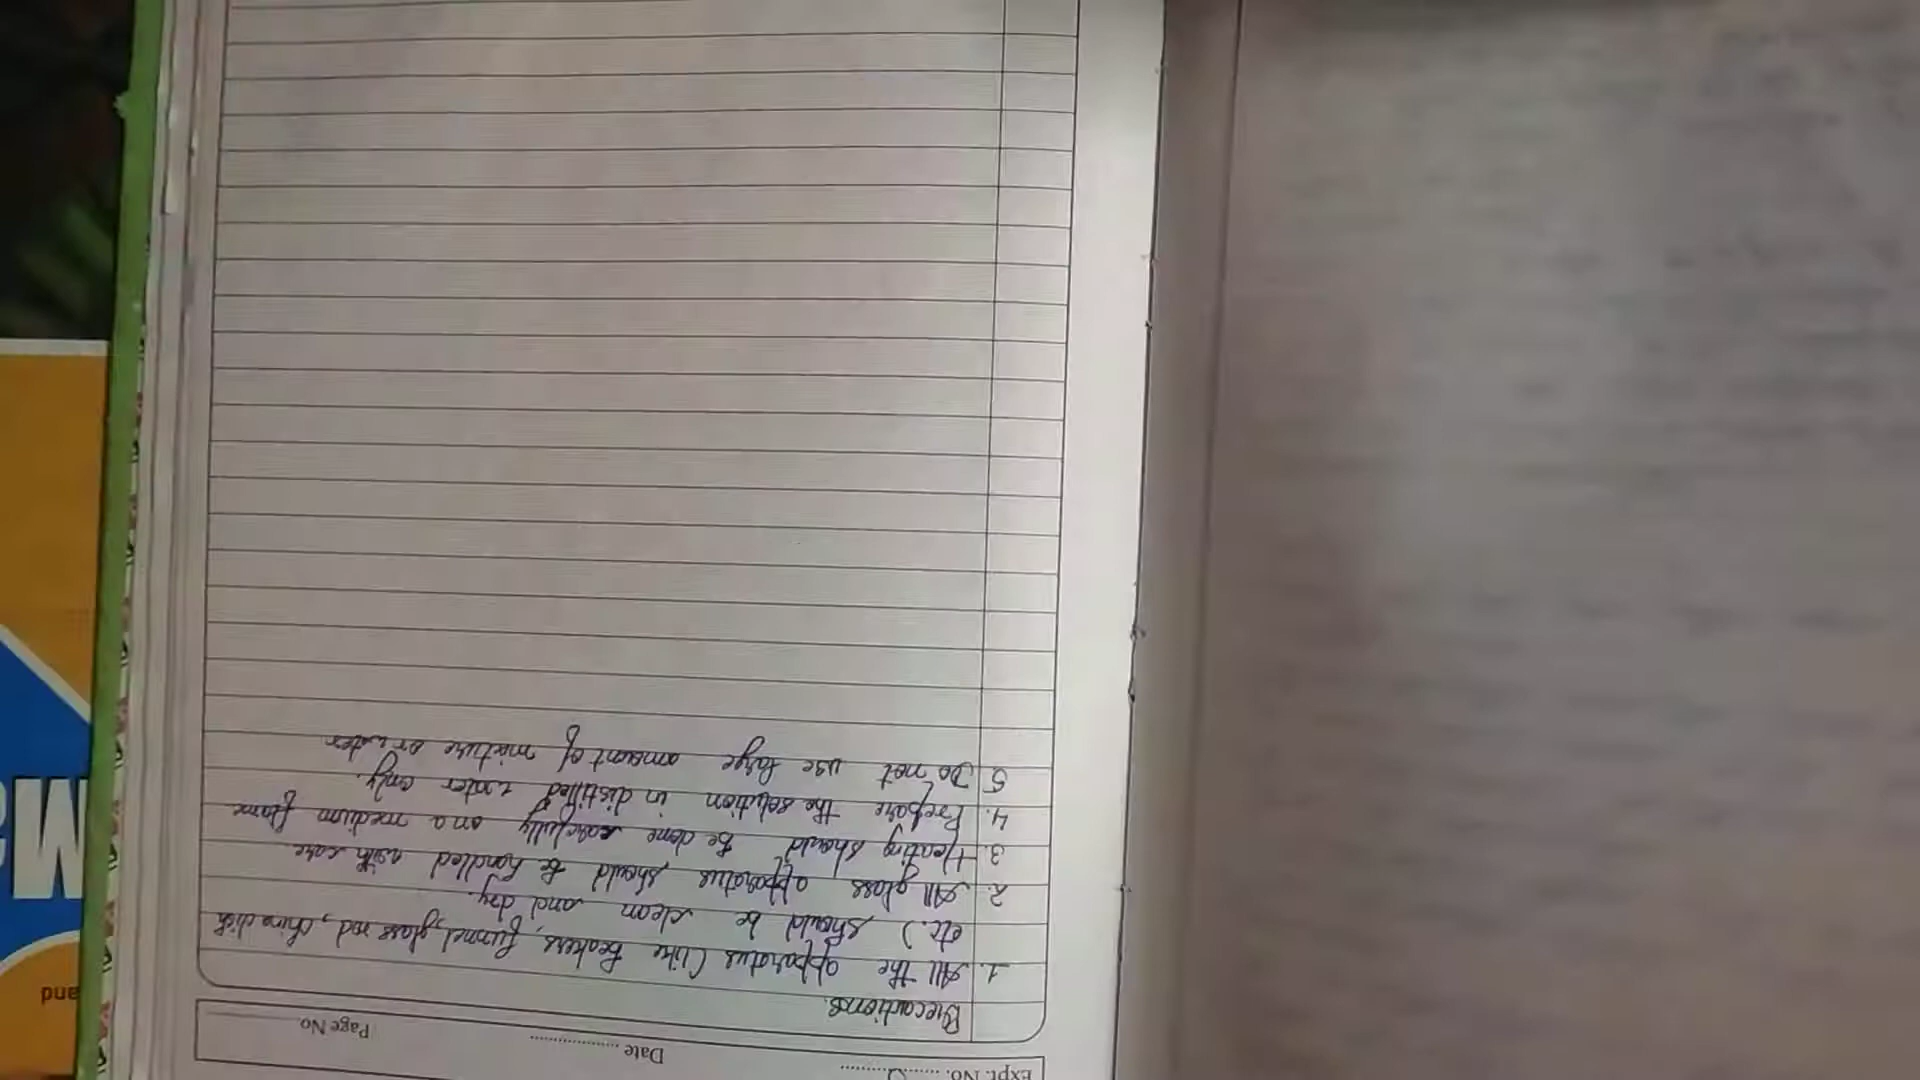 Expt. No.
Date
Page No.
Precautions.
1. All the apparatus (like beakers, funnel, glass rod, china dish
etc.) should be clean and dry.
2. All glass apparatus should be handled with care.
3. Heating should be done carefully on a medium flame
4. Prepare the solution in distilled water only.
5. Do not use large amount of mixture or water
and